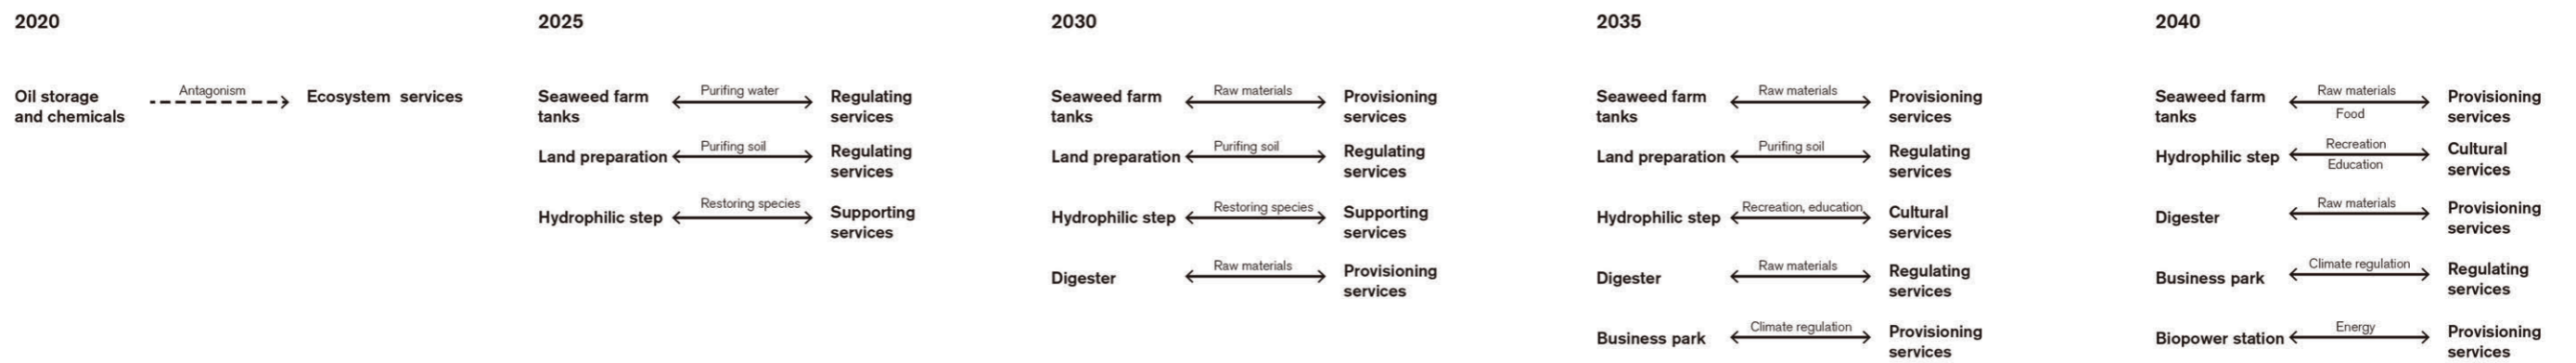 2020
Oil storage
and chemicals
Antagonism
Ecosystem services
2025
Seaweed farm
tanks
Purifing water
Regulating
services
Land preparation
Purifing soil
Regulating
services
Hydrophilic step
Restoring species
Supporting
services
2030
Seaweed farm
tanks
Raw materials
Provisioning
services
Land preparation
Purifing soil
Regulating
services
Hydrophilic step
Restoring species
Supporting
services
Digester
Raw materials
Provisioning
services
2035
Seaweed farm
tanks
Raw materials
Provisioning
services
Land preparation
Purifing soil
Regulating
services
Hydrophilic step
Recreation, education
Cultural
services
Digester
Raw materials
Regulating
services
Business park
Climate regulation
Provisioning
services
2040
Seaweed farm
tanks
Raw materials
Food
Provisioning
services
Hydrophilic step
Recreation
Education
Cultural
services
Digester
Raw materials
Provisioning
services
Business park
Climate regulation
Regulating
services
Biopower station
Energy
Provisioning
services